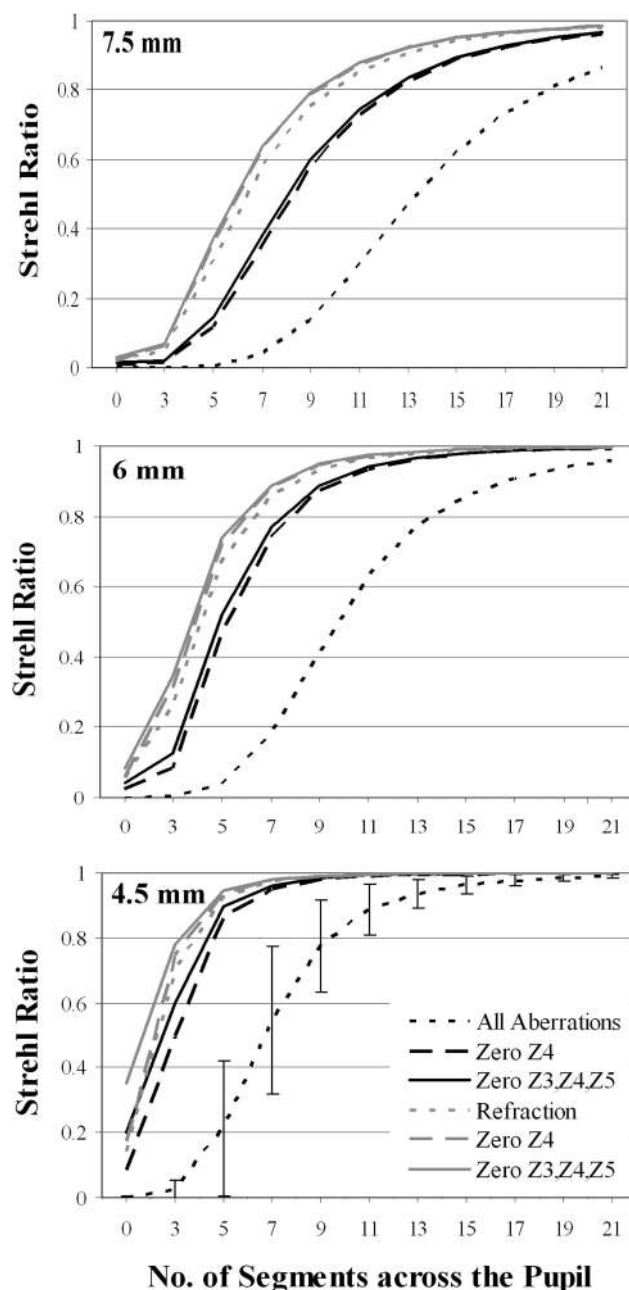 7.5 mm
Strehl Ratio
1
0.8
0.6
0.4
0.2
0
0 3 5 7 9 11 13 15 17 19 21
6 mm
Strehl Ratio
1
0.8
0.6
0.4
0.2
0
0 3 5 7 9 11 13 15 17 19 21
4.5 mm
Strehl Ratio
1
0.8
0.6
0.4
0.2
0
All Aberrations
Zero Z4
Zero Z3,Z4,Z5
Refraction
Zero Z4
Zero Z3,Z4,Z5
0 3 5 7 9 11 13 15 17 19 21
No. of Segments across the Pupil